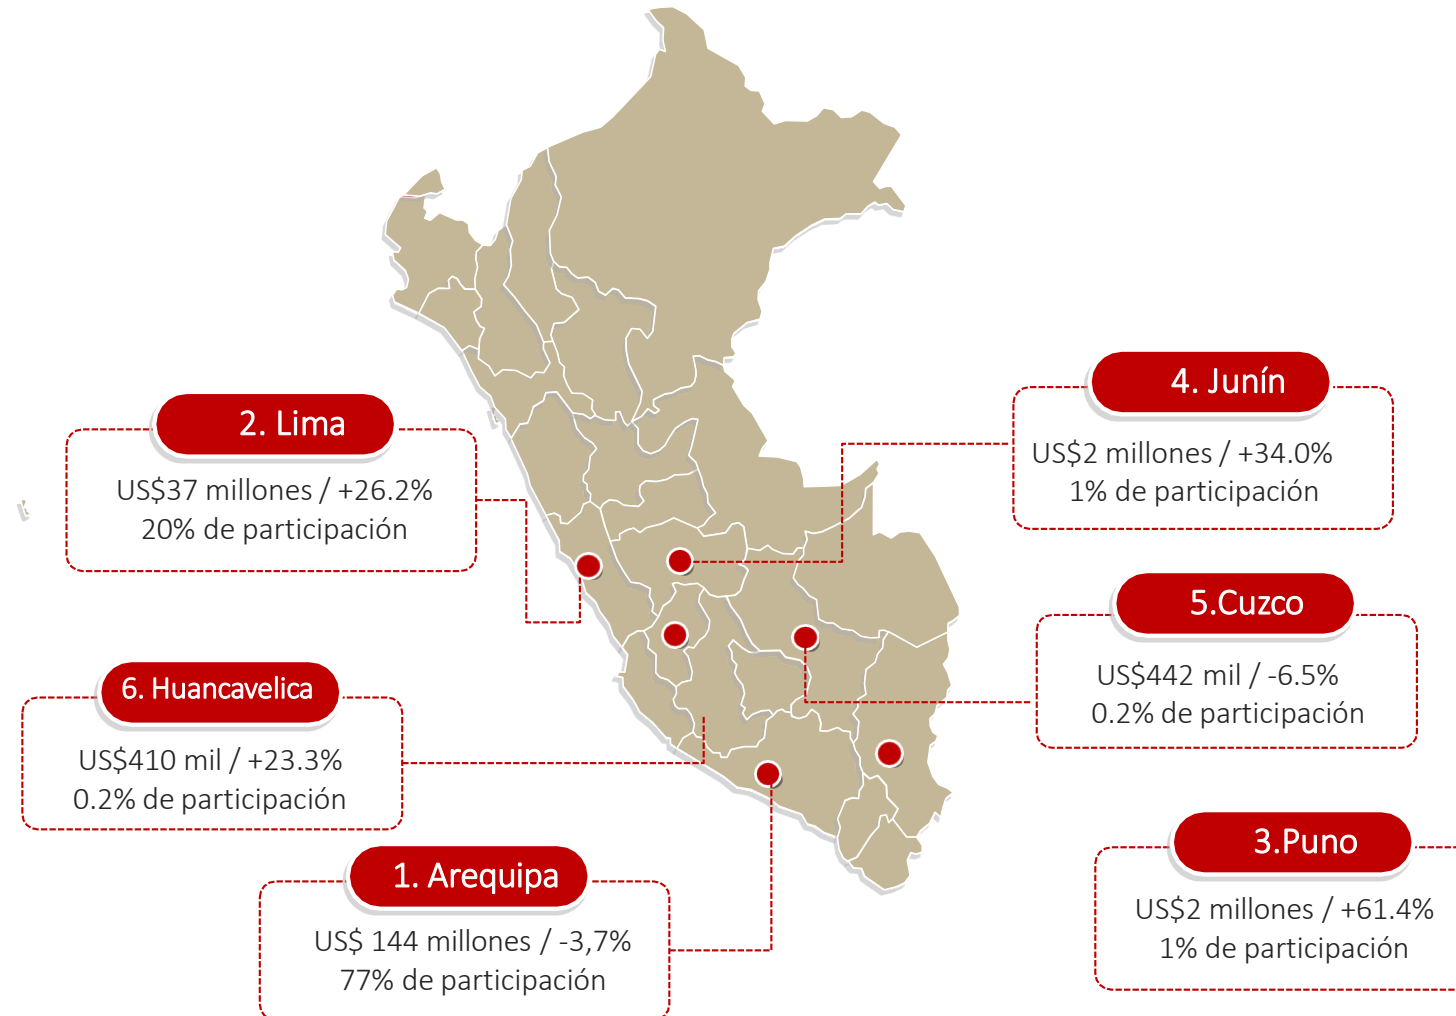 4. Junín
US$2 millones / +34.0%
1% de participación
2. Lima
US$37 millones / +26.2%
20% de participación
5.Cuzco
US$442 mil / -6.5%
0.2% de participación
6. Huancavelica
US$410 mil / +23.3%
0.2% de participación
3.Puno
US$2 millones / +61.4%
1% de participación
1. Arequipa
US$ 144 millones / -3,7%
77% de participación